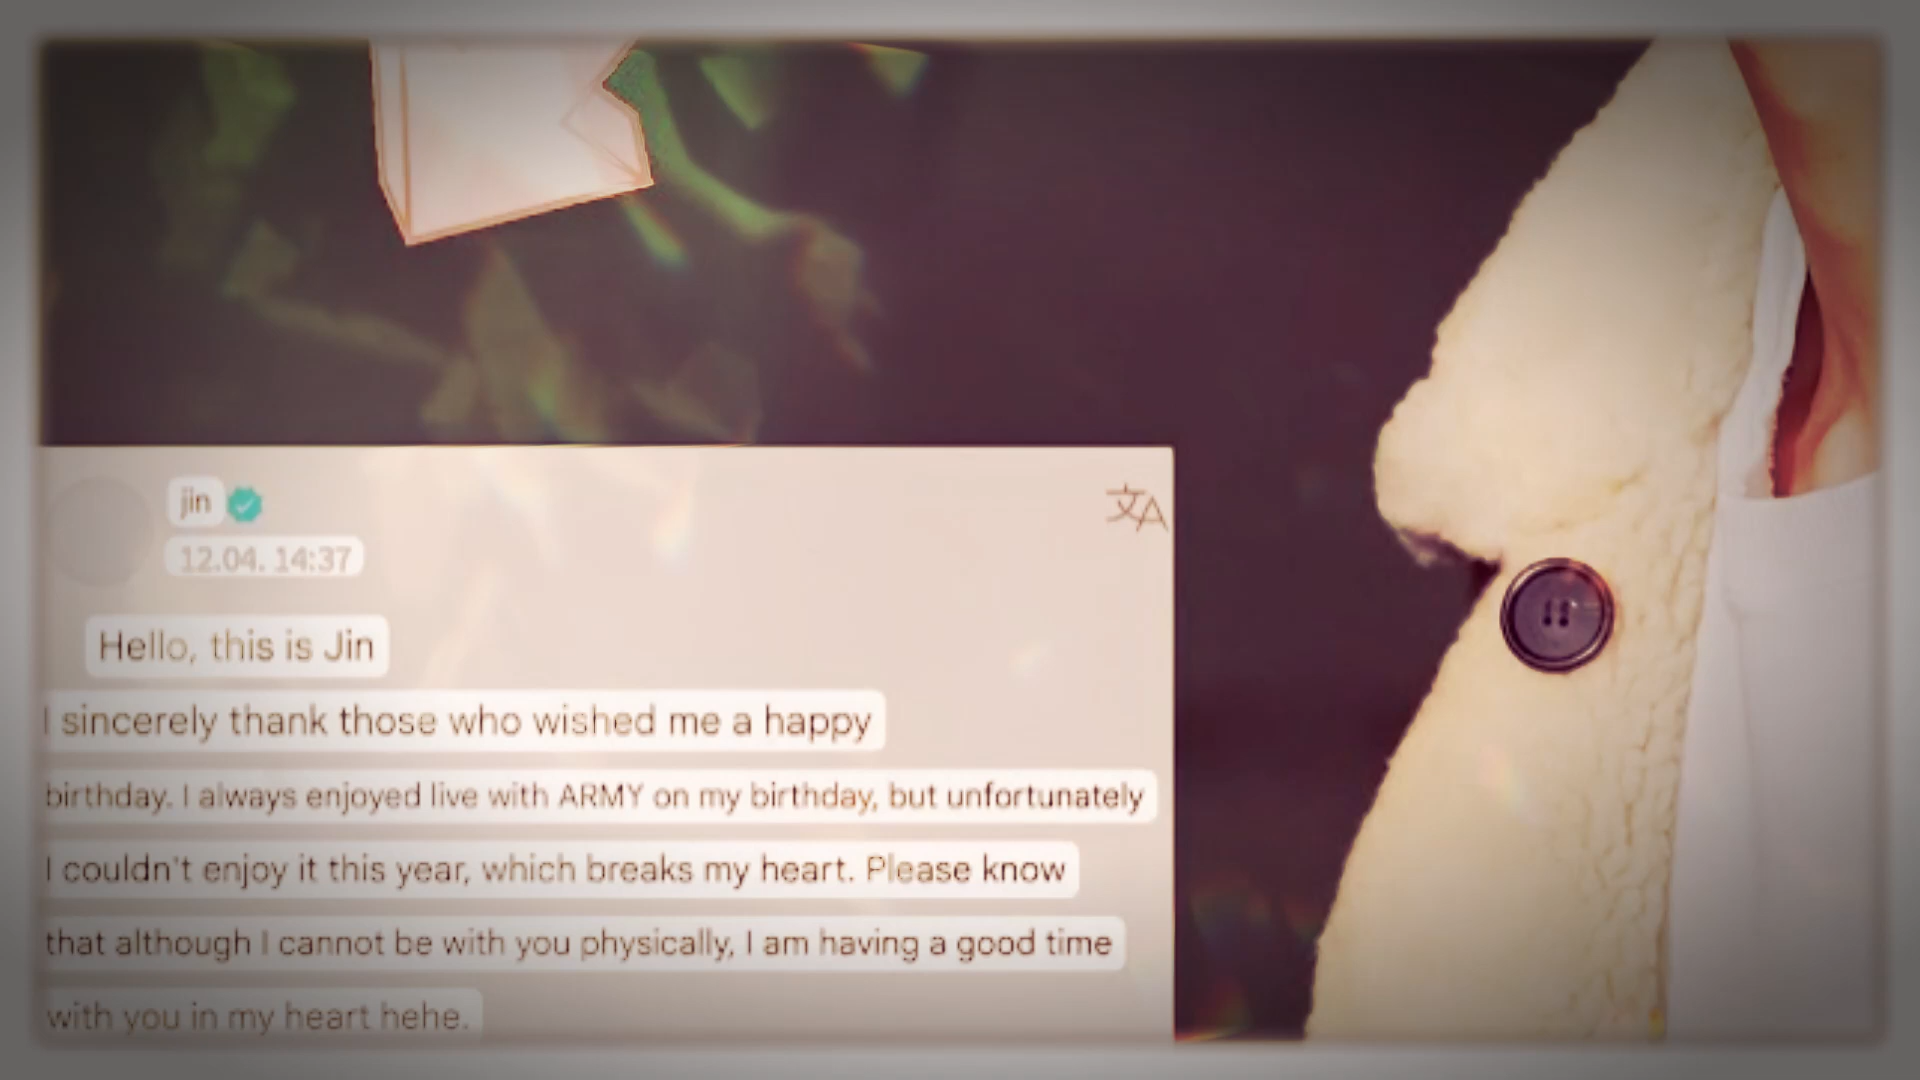 jin
12.04. 14:37
Hello, this is Jin
I sincerely thank those who wished me a happy
birthday. I always enjoyed live with ARMY on my birthday, but unfortunately
I couldn't enjoy it this year, which breaks my heart. Please know
that although I cannot be with you physically, I am having a good time
with you in my heart hehe.